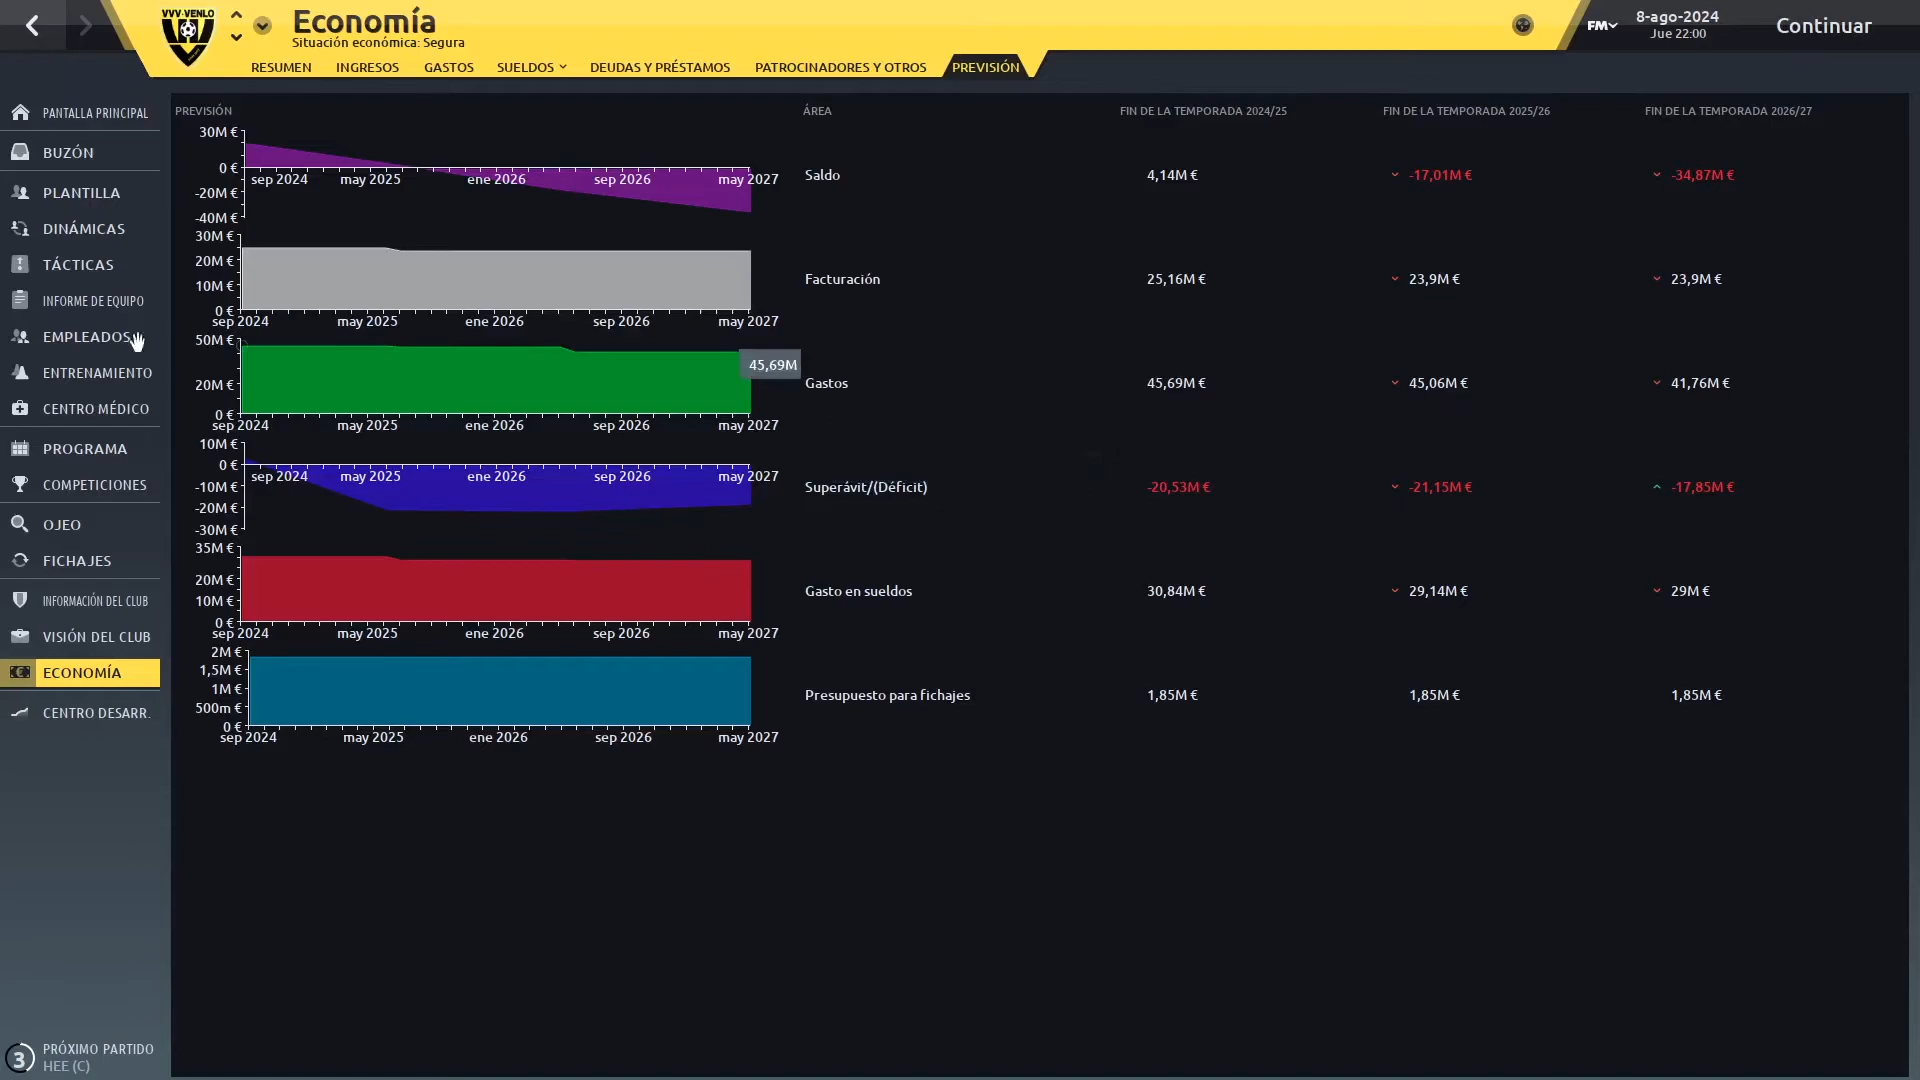 VVV-VENLO
Economía
Situación económica: Segura
FM
8-ago-2024
Jue 22:00
Continuar
RESUMEN
INGRESOS
GASTOS
SUELDOS
DEUDAS Y PRÉSTAMOS
PATROCINADORES Y OTROS
PREVISIÓN
PANTALLA PRINCIPAL
BUZÓN
PLANTILLA
DINÁMICAS
TÁCTICAS
INFORME DE EQUIPO
EMPLEADOS
ENTRENAMIENTO
CENTRO MÉDICO
PROGRAMA
COMPETICIONES
OJEO
FICHAJES
INFORMACIÓN DEL CLUB
VISIÓN DEL CLUB
ECONOMÍA
CENTRO DESARR.
3
PRÓXIMO PARTIDO
HEE (C)
PREVISIÓN
ÁREA
FIN DE LA TEMPORADA 2024/25
FIN DE LA TEMPORADA 2025/26
FIN DE LA TEMPORADA 2026/27
30M €
0 €
-20M €
-40M €
sep 2024 may 2025 ene 2026 sep 2026 may 2027
Saldo 4,14M € -17,01M € -34,87M €
30M €
20M €
10M €
0 €
sep 2024 may 2025 ene 2026 sep 2026 may 2027
Facturación 25,16M € 23,9M € 23,9M €
50M €
20M €
0 €
sep 2024 may 2025 ene 2026 sep 2026 may 2027
45,69M
Gastos 45,69M € 45,06M € 41,76M €
10M €
0 €
-10M €
-20M €
-30M €
sep 2024 may 2025 ene 2026 sep 2026 may 2027
Superávit/(Déficit) -20,53M € -21,15M € -17,85M €
35M €
20M €
10M €
0 €
sep 2024 may 2025 ene 2026 sep 2026 may 2027
Gasto en sueldos 30,84M € 29,14M € 29M €
2M €
1,5M €
1M €
500m €
0 €
sep 2024 may 2025 ene 2026 sep 2026 may 2027
Presupuesto para fichajes 1,85M € 1,85M € 1,85M €